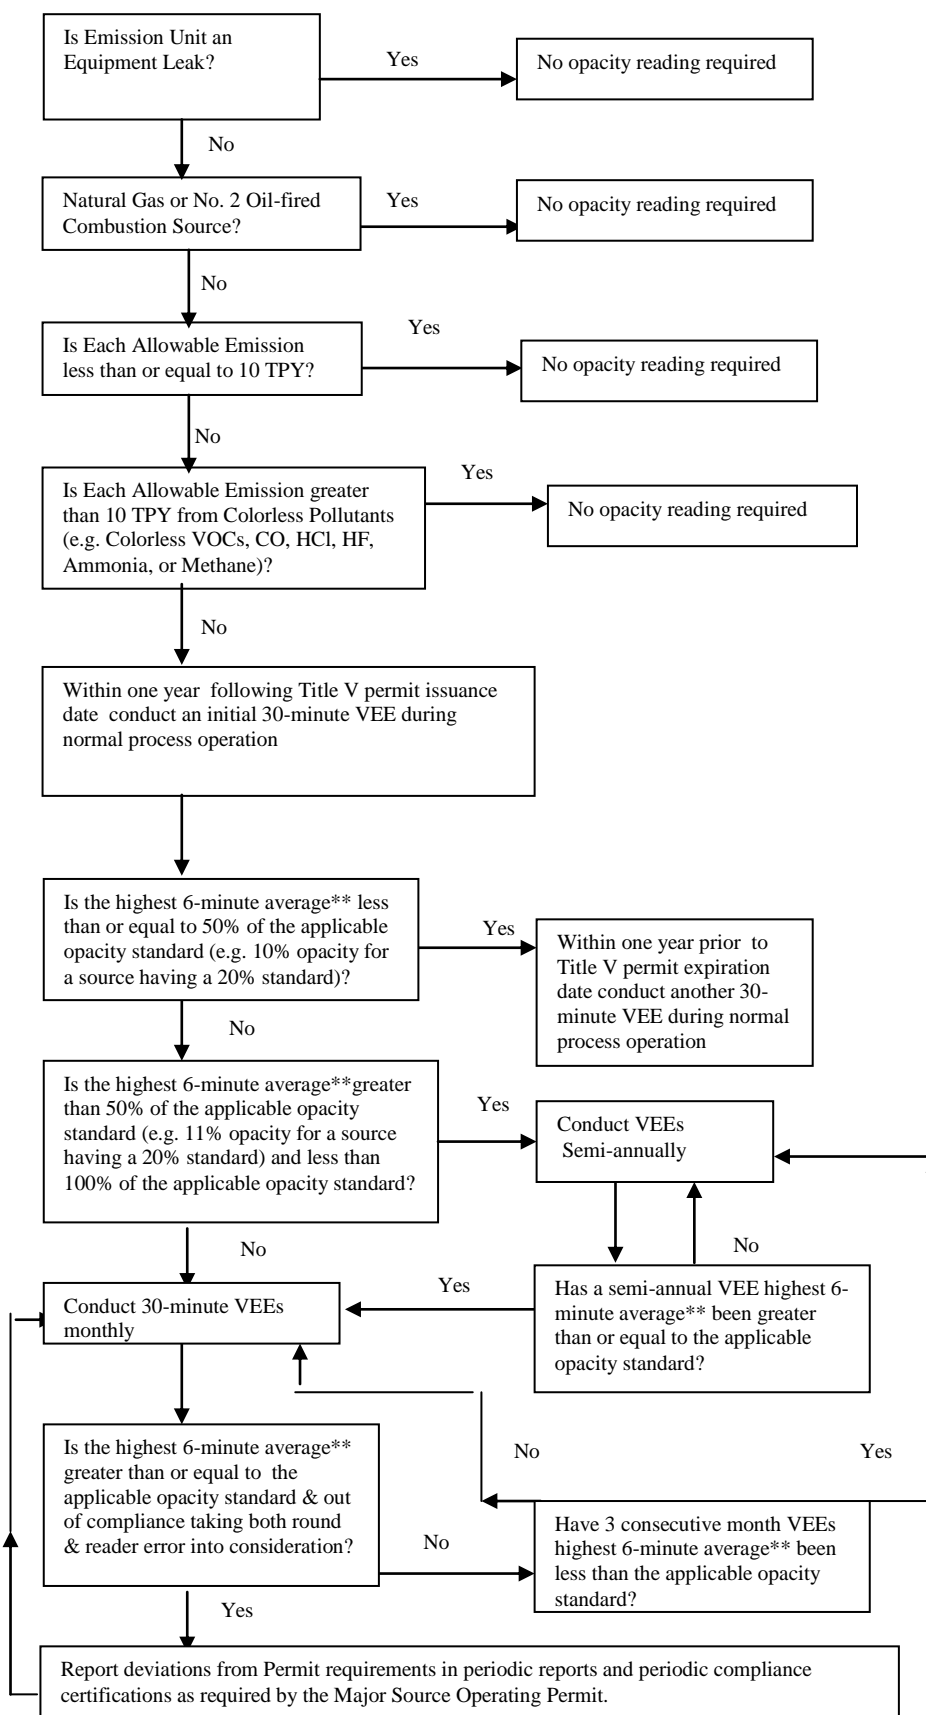 Is Emission Unit an
Equipment Leak?
Yes
No opacity reading required
No
Natural Gas or No. 2 Oil-fired
Combustion Source?
Yes
No opacity reading required
No
Is Each Allowable Emission
less than or equal to 10 TPY?
Yes
No opacity reading required
No
Is Each Allowable Emission greater
than 10 TPY from Colorless Pollutants
(e.g. Colorless VOCs, CO, HCl, HF,
Ammonia, or Methane)?
Yes
No opacity reading required
No
Within one year following Title V permit issuance
date conduct an initial 30-minute VEE during
normal process operation
Is the highest 6-minute average** less
than or equal to 50% of the applicable
opacity standard (e.g. 10% opacity for
a source having a 20% standard)?
Yes
Within one year prior to
Title V permit expiration
date conduct another 30-
minute VEE during normal
process operation
No
Is the highest 6-minute average**greater
than 50% of the applicable opacity
standard (e.g. 11% opacity for a source
having a 20% standard) and less than
100% of the applicable opacity standard?
Yes
Conduct VEEs
Semi-annually
No
No
Conduct 30-minute VEEs
monthly
Yes
Has a semi-annual VEE highest 6-
minute average** been greater
than or equal to the applicable
opacity standard?
Is the highest 6-minute average**
greater than or equal to the
applicable opacity standard & out
of compliance taking both round
& reader error into consideration?
No
No
Yes
Have 3 consecutive month VEEs
highest 6-minute average** been
less than the applicable opacity
standard?
Yes
Report deviations from Permit requirements in periodic reports and periodic compliance
certifications as required by the Major Source Operating Permit.